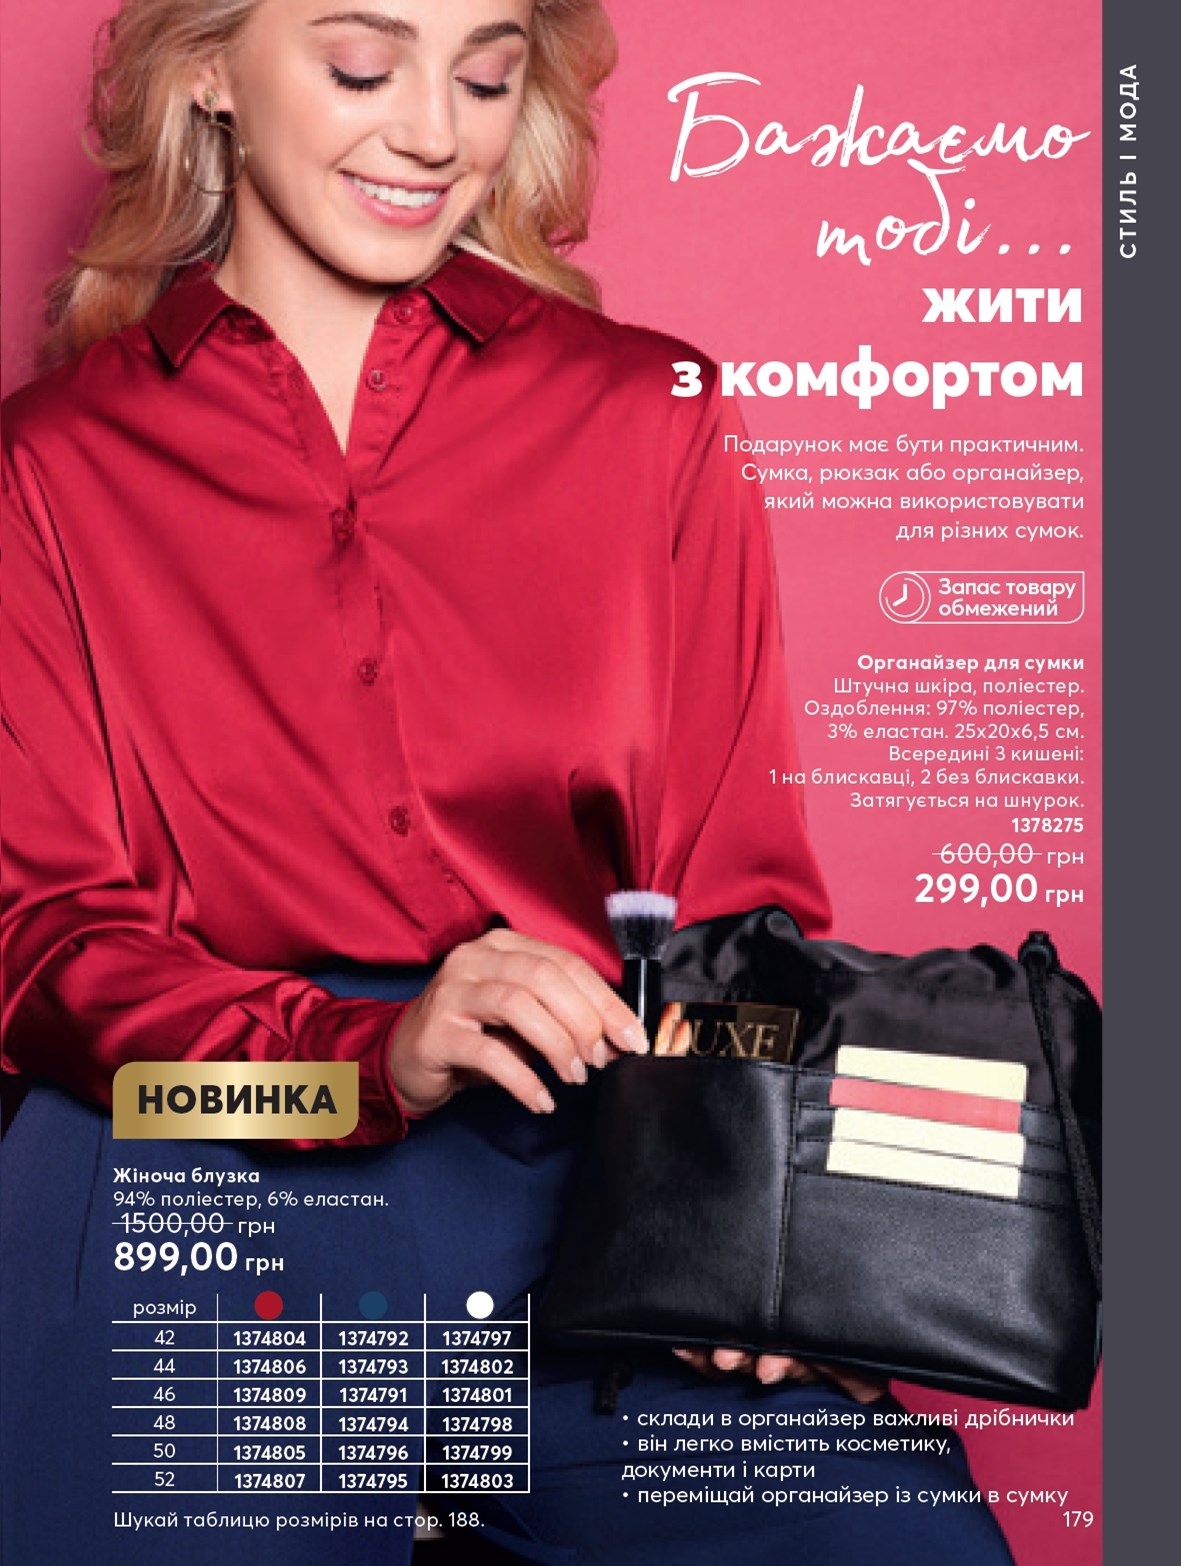 СТИЛЬ І МОДА
Бажаємо
тобі...
жити
з комфортом
Подарунок має бути практичним.
Сумка, рюкзак або органайзер,
який можна використовувати
для різних сумок.
Запас товару
обмежений
Органайзер для сумки
Штучна шкіра, поліестер.
Оздоблення: 97% поліестер,
3% еластан. 25х20х6,5 см.
Всередині 3 кишені:
1 на блискавці, 2 без блискавки.
Затягується на шнурок.
1378275
600,00 грн
299,00 грн
UXE
НОВИНКА
Жіноча блузка
94% поліестер, 6% еластан.
1500,00 грн
899,00 грн
розмір
42 1374804 1374792 1374797
44 1374806 1374793 1374802
46 1374809 1374791 1374801
48 1374808 1374794 1374798
50 1374805 1374796 1374799
52 1374807 1374795 1374803
Шукай таблицю розмірів на стор. 188.
• склади в органайзер важливі дрібнички
• він легко вмістить косметику,
документи і карти
• переміщай органайзер із сумки в сумку
179